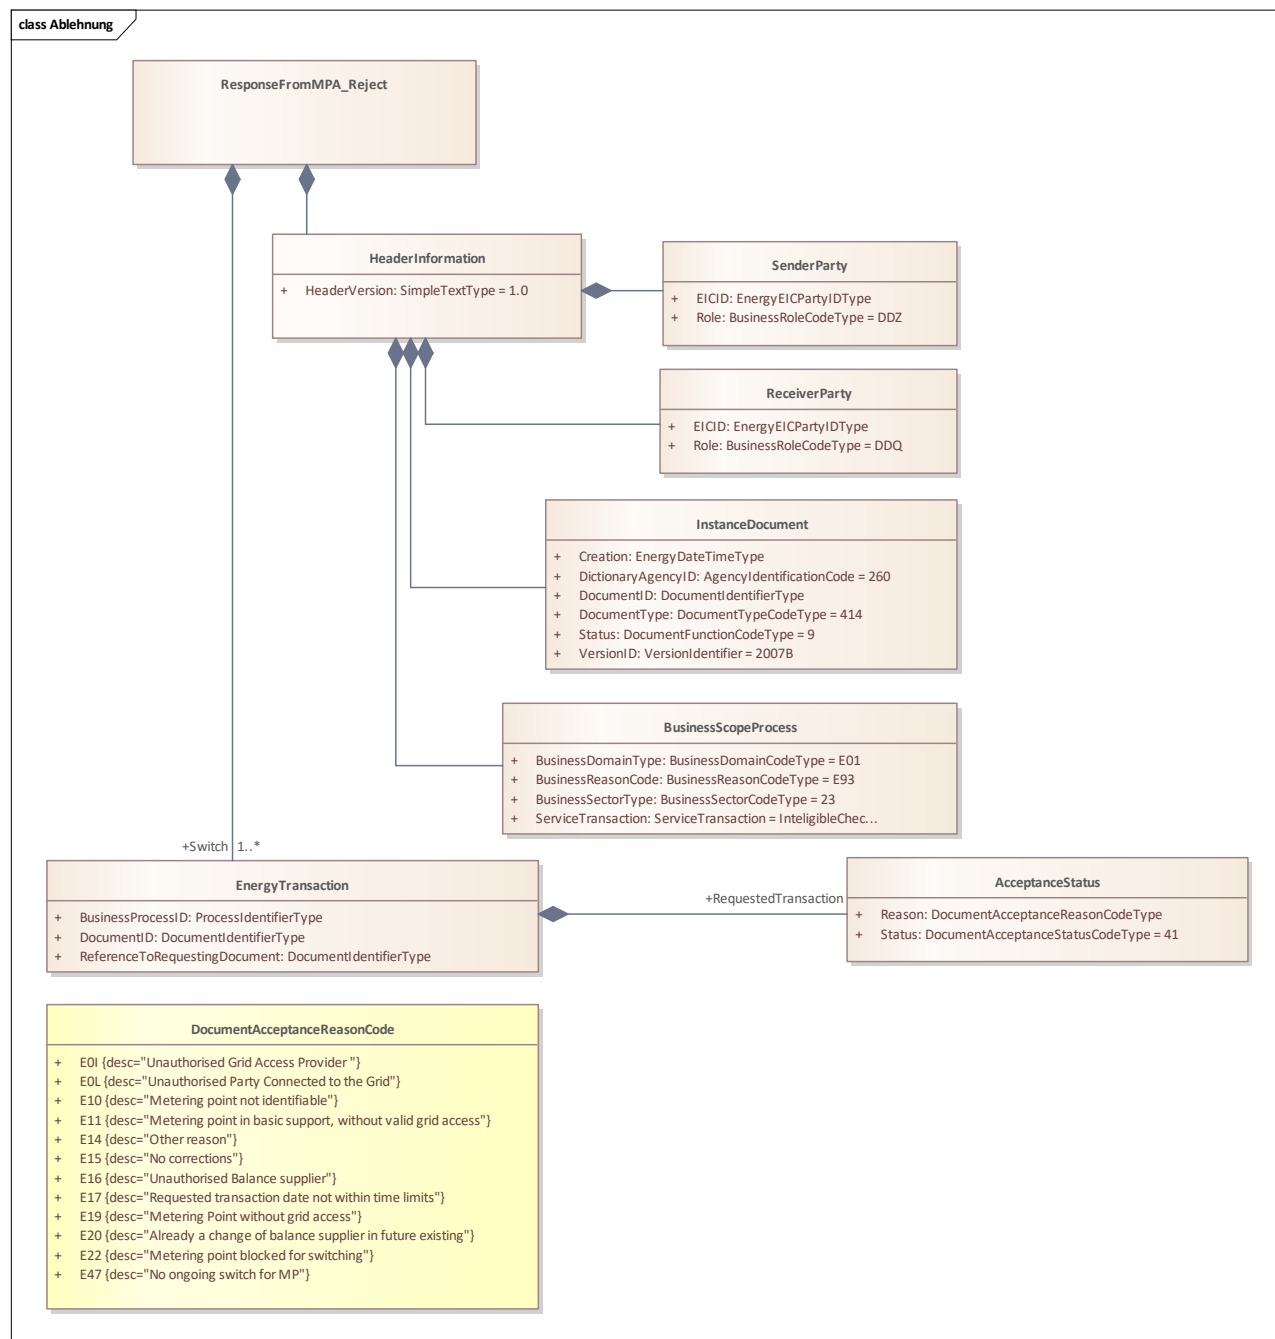 class Ablehnung
ResponseFromMPA_Reject
HeaderInformation
+ HeaderVersion: SimpleTextType = 1.0
SenderParty
+ EICID: EnergyEICPartyIDType
+ Role: BusinessRoleCodeType = DDZ
ReceiverParty
+ EICID: EnergyEICPartyIDType
+ Role: BusinessRoleCodeType = DDQ
InstanceDocument
+ Creation: EnergyDateTimeType
+ DictionaryAgencyID: AgencyIdentificationCode = 260
+ DocumentID: DocumentIdentifierType
+ DocumentType: DocumentTypeCodeType = 414
+ Status: DocumentFunctionCodeType = 9
+ VersionID: VersionIdentifier = 2007B
BusinessScopeProcess
+ BusinessDomainType: BusinessDomainCodeType = E01
+ BusinessReasonCode: BusinessReasonCodeType = E93
+ BusinessSectorType: BusinessSectorCodeType = 23
+ ServiceTransaction: ServiceTransaction = InteligibleChec...
+Switch 1..*
EnergyTransaction
+ BusinessProcessID: ProcessIdentifierType
+ DocumentID: DocumentIdentifierType
+ ReferenceToRequestingDocument: DocumentIdentifierType
+RequestedTransaction
AcceptanceStatus
+ Reason: DocumentAcceptanceReasonCodeType
+ Status: DocumentAcceptanceStatusCodeType = 41
DocumentAcceptanceReasonCode
+ E0I {desc="Unauthorised Grid Access Provider "}
+ E0L {desc="Unauthorised Party Connected to the Grid"}
+ E10 {desc="Metering point not identifiable"}
+ E11 {desc="Metering point in basic support, without valid grid access"}
+ E14 {desc="Other reason"}
+ E15 {desc="No corrections"}
+ E16 {desc="Unauthorised Balance supplier"}
+ E17 {desc="Requested transaction date not within time limits"}
+ E19 {desc="Metering Point without grid access"}
+ E20 {desc="Already a change of balance supplier in future existing"}
+ E22 {desc="Metering point blocked for switching"}
+ E47 {desc="No ongoing switch for MP"}